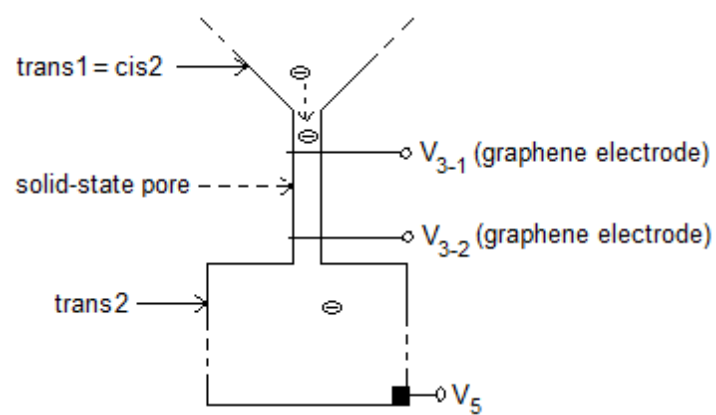 trans1 = cis2
V3-1 (graphene electrode)
solid-state pore
V3-2 (graphene electrode)
trans2
V5